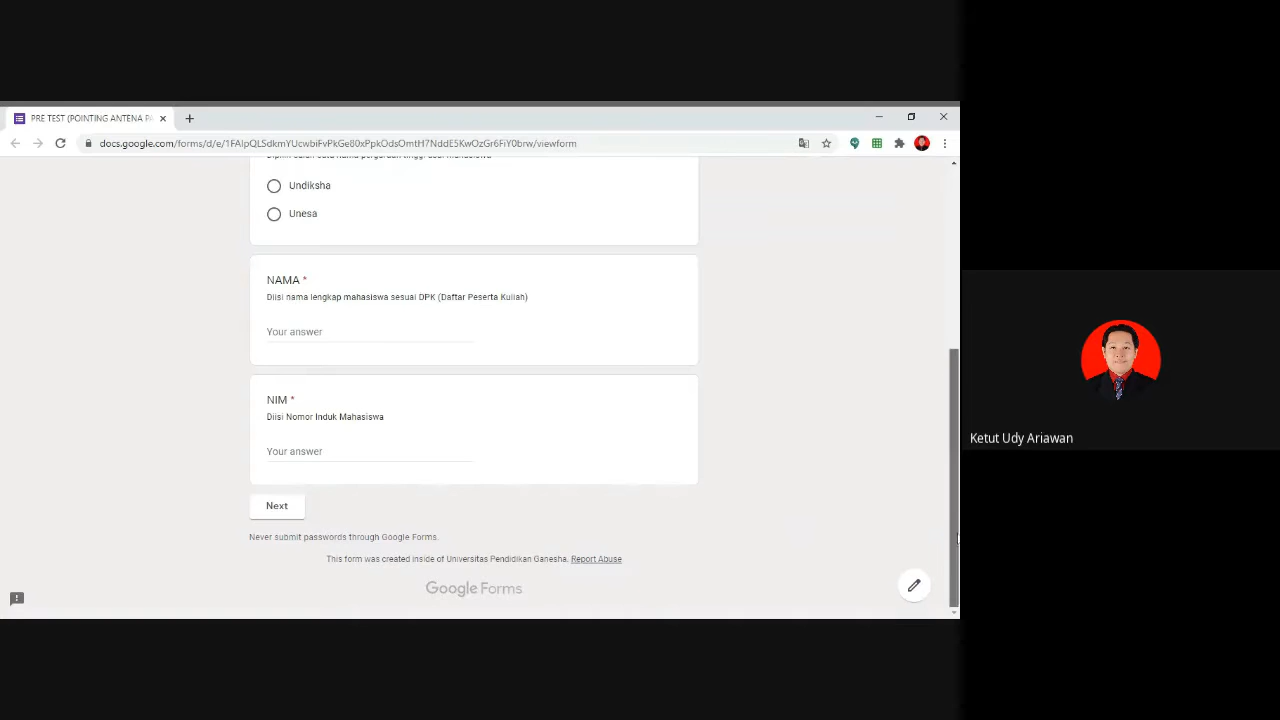 PRE TEST (POINTING ANTENA PA
docs.google.com/forms/d/e/1FAIpQLSdkmYUcwbiFvPkGe80xPpkOdsOmtH7NddE5KwOzGr6FiY0brw/viewform
Undiksha
Unesa
NAMA *
Diisi nama lengkap mahasiswa sesuai DPK (Daftar Peserta Kuliah)
Your answer
NIM *
Diisi Nomor Induk Mahasiswa
Your answer
Next
Never submit passwords through Google Forms.
This form was created inside of Universitas Pendidikan Ganesha. Report Abuse
Google Forms
Ketut Udy Ariawan